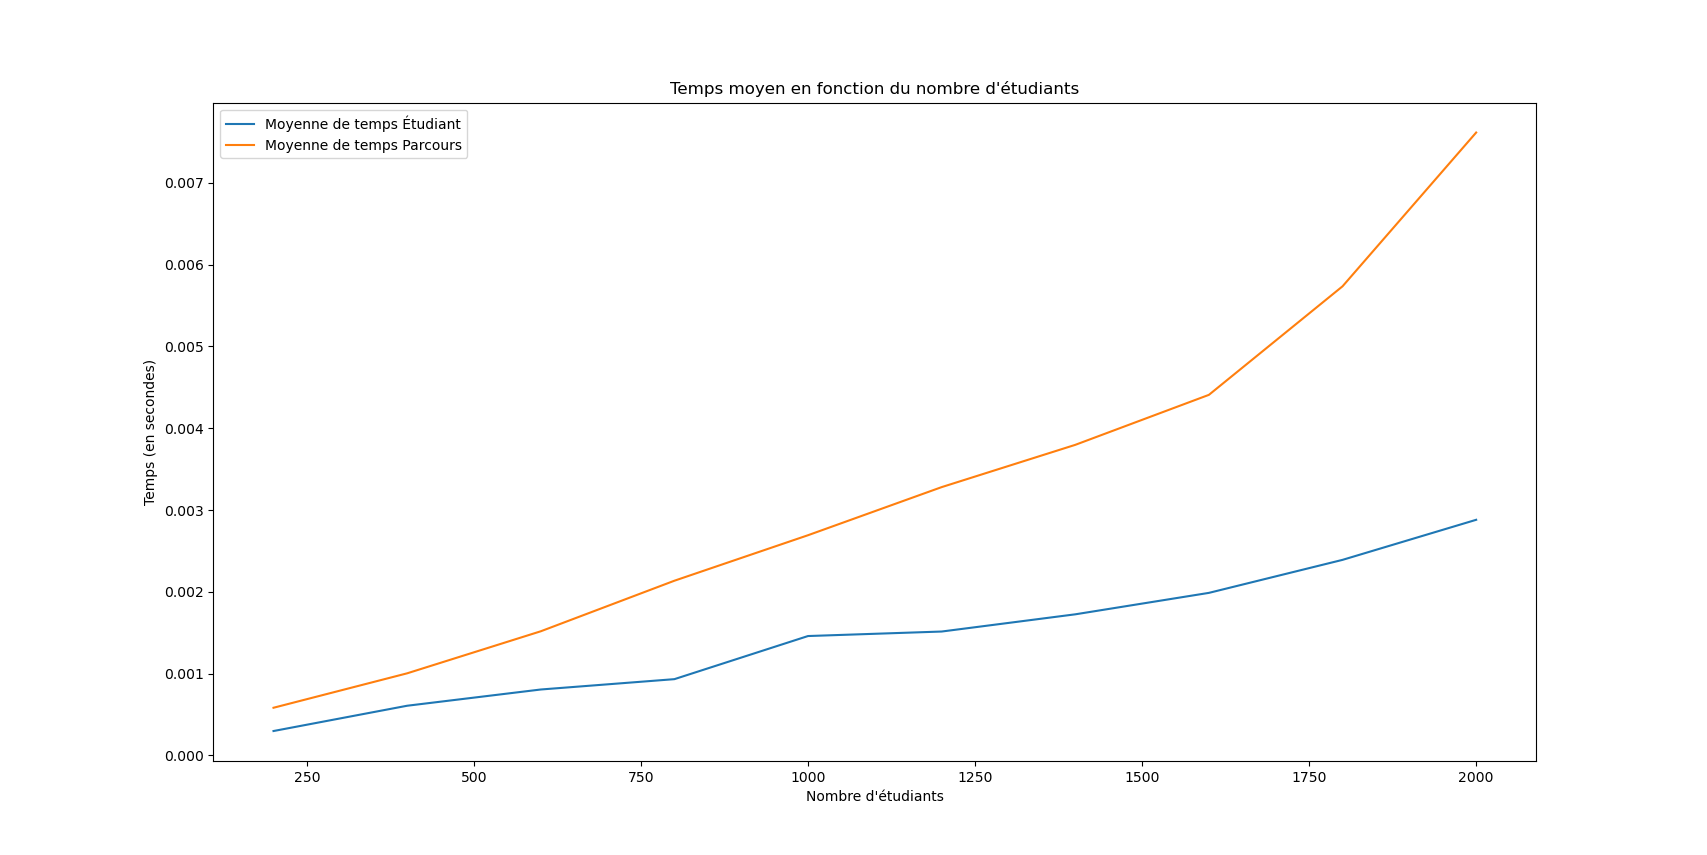 Temps moyen en fonction du nombre d'étudiants
Moyenne de temps Étudiant
Moyenne de temps Parcours
0.007
0.006
0.005
0.004
0.003
0.002
0.001
0.000
Temps (en secondes)
250 500 750 1000 1250 1500 1750 2000
Nombre d'étudiants